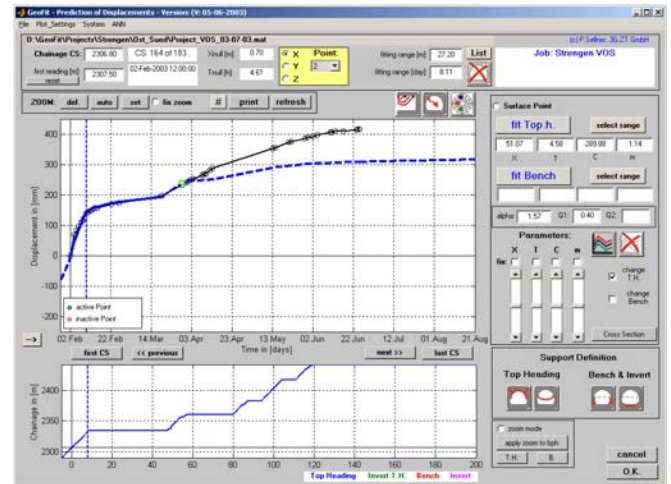 GeoFit - Prediction of Displacements - Version: (V: 05-06-2003)
File Plot_Settings System ANN
D:\GeoFit\Projects\Strengen\Ost_Sued\Project_VOS_03-07-03.mat
(c) P.Sellner, 3G-ZT GmbH
Chainage CS: 2306.80 CS: 164 of 183 Xnull [m]: 0.70 X Point: fitting range [m] 27.20 List Job: Strengen VOS
Y 2
first reading [m]: 2307.50 02-Feb-2003 12:00:00 Tnull [h]: 4.61 Z fitting range [day] 8.11
reset
ZOOM: def. auto set fix zoom # print refresh
Surface Point
fit Top.h. select range
51.07 4.58 289.88 1.14
X T C m
fit Bench select range
alpha: 1.57 Q1: 0.40 Q2:
Parameters:
X T C m
fix:
change T.H.
change Bench
Cross Section
Displacement in [mm]
400
300
200
100
0
-100
-200
active Point
inactive Point
02.Feb 22.Feb 14.Mar 03.Apr 23.Apr 13.May 02.Jun 22.Jun 12.Jul 01.Aug 21.Aug
Time in [days]
--> first CS << previous next >> last CS
Chainage in [m]
2400
2350
2300
0 20 40 60 80 100 120 140 160 180 200
Top Heading Invert T.H. Bench Invert
Support Definition
Top Heading Bench & Invert
zoom mode
apply zoom to bph
T.H. B.
cancel
O.K.